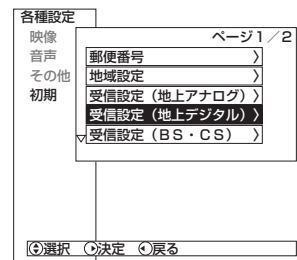 各種設定
映像
音声
その他
初期
ページ1／2
郵便番号
地域設定
受信設定（地上アナログ）
受信設定（地上デジタル）
受信設定（BS・CS）
選択 決定 戻る